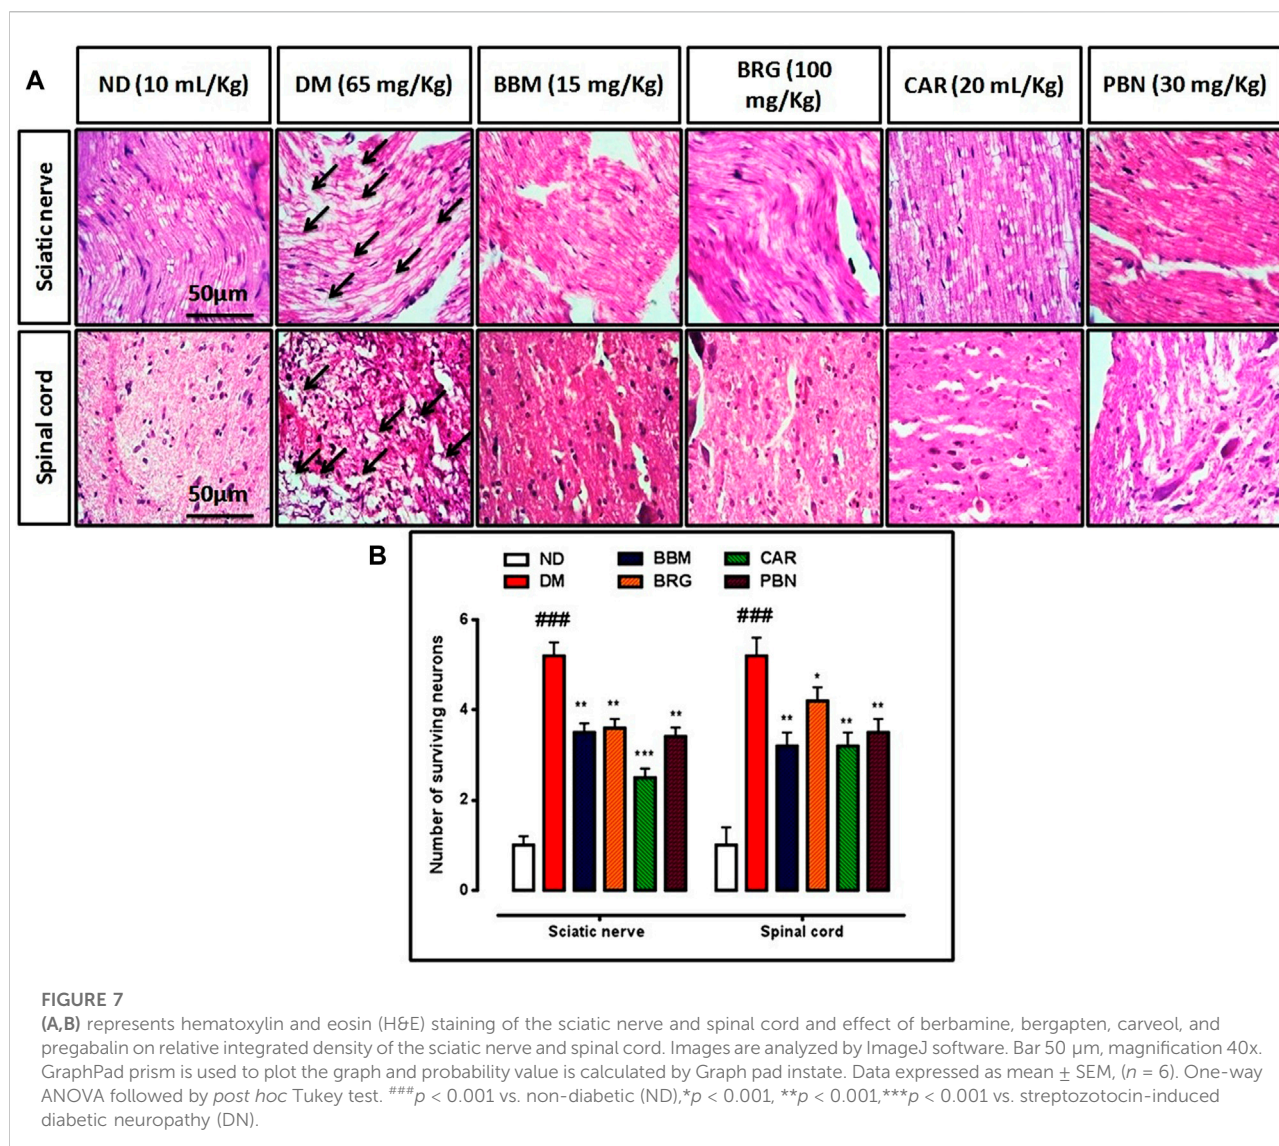 A
ND (10 mL/Kg)
DM (65 mg/Kg)
BBM (15 mg/Kg)
BRG (100
mg/Kg)
CAR (20 mL/Kg)
PBN (30 mg/Kg)
Sciatic nerve
50µm
Spinal cord
50µm
B
ND
BBM
CAR
DM
BRG
PBN
Number of surviving neurons
6
4
2
0
###
**
**
***
**
###
**
*
**
**
Sciatic nerve
Spinal cord
FIGURE 7
(A,B) represents hematoxylin and eosin (H&E) staining of the sciatic nerve and spinal cord and effect of berbamine, bergapten, carveol, and
pregabalin on relative integrated density of the sciatic nerve and spinal cord. Images are analyzed by ImageJ software. Bar 50 µm, magnification 40x.
GraphPad prism is used to plot the graph and probability value is calculated by Graph pad instate. Data expressed as mean ± SEM, (n = 6). One-way
ANOVA followed by post hoc Tukey test. ###p < 0.001 vs. non-diabetic (ND),*p < 0.001, **p < 0.001,***p < 0.001 vs. streptozotocin-induced
diabetic neuropathy (DN).